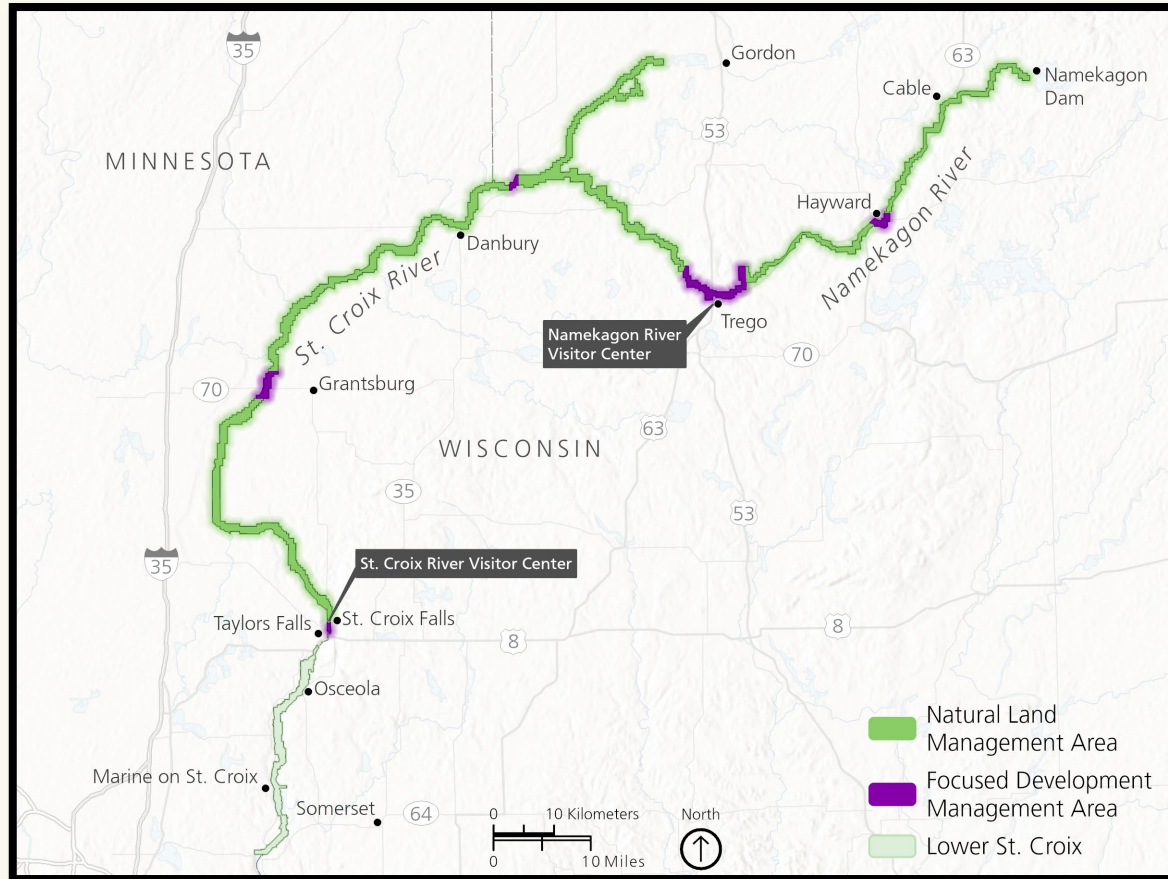 35
Gordon
63
Namekagon
Dam
Cable
53
MINNESOTA
Hayward
Namekagon River
Danbury
St. Croix River
Trego
Namekagon River
Visitor Center
70
70
Grantsburg
63
WISCONSIN
35
53
35
St. Croix River Visitor Center
St. Croix Falls
Taylors Falls
8
8
Osceola
Marine on St. Croix
Somerset
64
0 10 Kilometers
0 10 Miles
North
Natural Land
Management Area
Focused Development
Management Area
Lower St. Croix